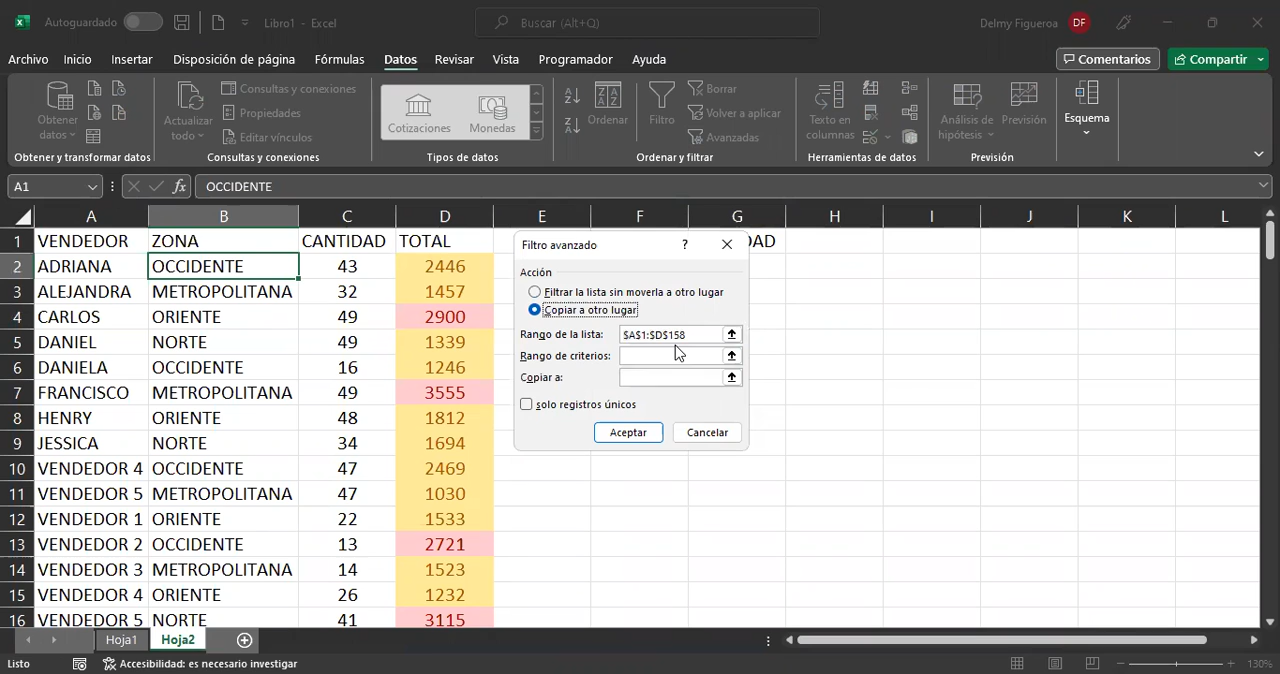 Autoguardado
Libro1 - Excel
Buscar (Alt+Q)
Delmy Figueroa DF
Archivo Inicio Insertar Disposición de página Fórmulas Datos Revisar Vista Programador Ayuda
Comentarios Compartir
Obtener datos
Actualizar todo
Consultas y conexiones
Propiedades
Editar vínculos
Cotizaciones Monedas
Ordenar
Filtro
Borrar
Volver a aplicar
Avanzadas
Texto en columnas
Análisis de hipótesis
Previsión
Esquema
Obtener y transformar datos Consultas y conexiones Tipos de datos Ordenar y filtrar Herramientas de datos Previsión
A1 fx OCCIDENTE
A B C D E F G H I J K L
1 VENDEDOR ZONA CANTIDAD TOTAL DAD
2 ADRIANA OCCIDENTE 43 2446
3 ALEJANDRA METROPOLITANA 32 1457
4 CARLOS ORIENTE 49 2900
5 DANIEL NORTE 49 1339
6 DANIELA OCCIDENTE 16 1246
7 FRANCISCO METROPOLITANA 49 3555
8 HENRY ORIENTE 48 1812
9 JESSICA NORTE 34 1694
10 VENDEDOR 4 OCCIDENTE 47 2469
11 VENDEDOR 5 METROPOLITANA 47 1030
12 VENDEDOR 1 ORIENTE 22 1533
13 VENDEDOR 2 OCCIDENTE 13 2721
14 VENDEDOR 3 METROPOLITANA 14 1523
15 VENDEDOR 4 ORIENTE 26 1232
16 VENDEDOR 5 NORTE 41 3115
Filtro avanzado ?
Acción
Filtrar la lista sin moverla a otro lugar
Copiar a otro lugar
Rango de la lista: $A$1:$D$158
Rango de criterios:
Copiar a:
solo registros únicos
Aceptar Cancelar
Hoja1 Hoja2
Listo Accesibilidad: es necesario investigar 130%